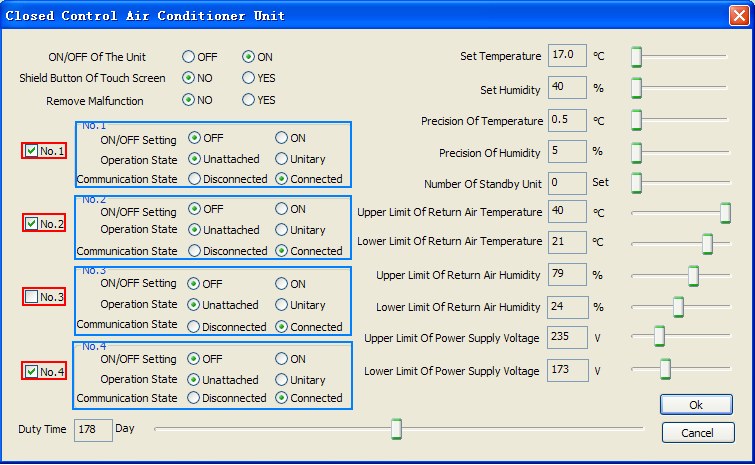 Closed Control Air Conditioner Unit
ON/OFF Of The Unit OFF ON
Shield Button Of Touch Screen NO YES
Remove Malfunction NO YES
No.1
No.1
ON/OFF Setting OFF ON
Operation State Unattached Unitary
Communication State Disconnected Connected
No.2
No.2
ON/OFF Setting OFF ON
Operation State Unattached Unitary
Communication State Disconnected Connected
No.3
No.3
ON/OFF Setting OFF ON
Operation State Unattached Unitary
Communication State Disconnected Connected
No.4
No.4
ON/OFF Setting OFF ON
Operation State Unattached Unitary
Communication State Disconnected Connected
Set Temperature 17.0 °C
Set Humidity 40 %
Precision Of Temperature 0.5 °C
Precision Of Humidity 5 %
Number Of Standby Unit 0 Set
Upper Limit Of Return Air Temperature 40 °C
Lower Limit Of Return Air Temperature 21 °C
Upper Limit Of Return Air Humidity 79 %
Lower Limit Of Return Air Humidity 24 %
Upper Limit Of Power Supply Voltage 235 V
Lower Limit Of Power Supply Voltage 173 V
Duty Time 178 Day
Ok
Cancel